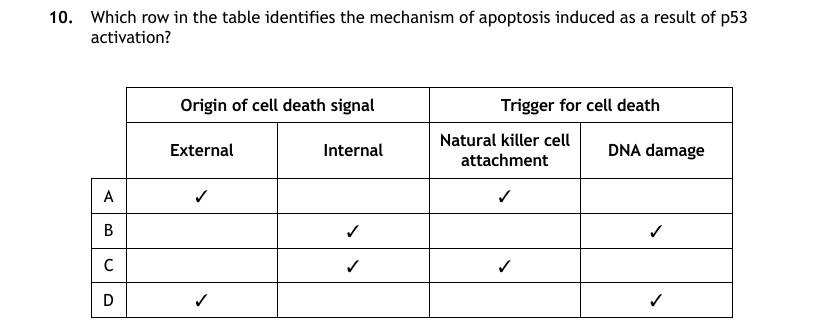 10. Which row in the table identifies the mechanism of apoptosis induced as a result of p53
activation?
Origin of cell death signal Trigger for cell death
External Internal Natural killer cell
attachment DNA damage
A ✓ ✓
B ✓ ✓
C ✓ ✓
D ✓ ✓